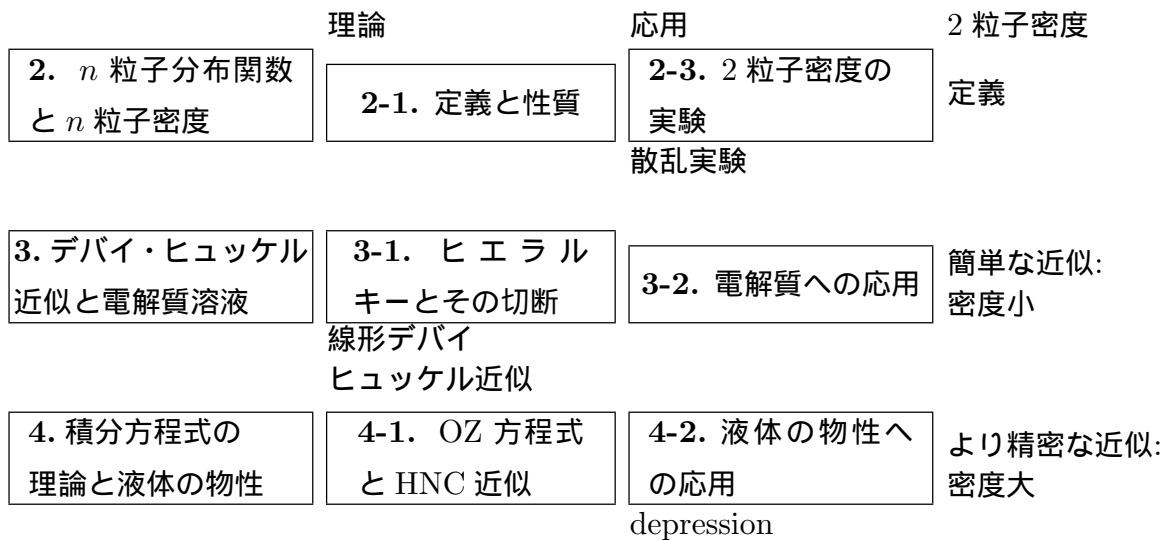 理論 応用 2 粒子密度
2. n 粒子分布関数
と n 粒子密度
2-1. 定義と性質
2-3. 2 粒子密度の
実験
散乱実験
定義
3. デバイ・ヒュッケル
近似と電解質溶液
3-1. ヒエラル
キーとその切断
線形デバイ
ヒュッケル近似
3-2. 電解質への応用
簡単な近似:
密度小
4. 積分方程式の
理論と液体の物性
4-1. OZ 方程式
と HNC 近似
4-2. 液体の物性へ
の応用
depression
より精密な近似:
密度大